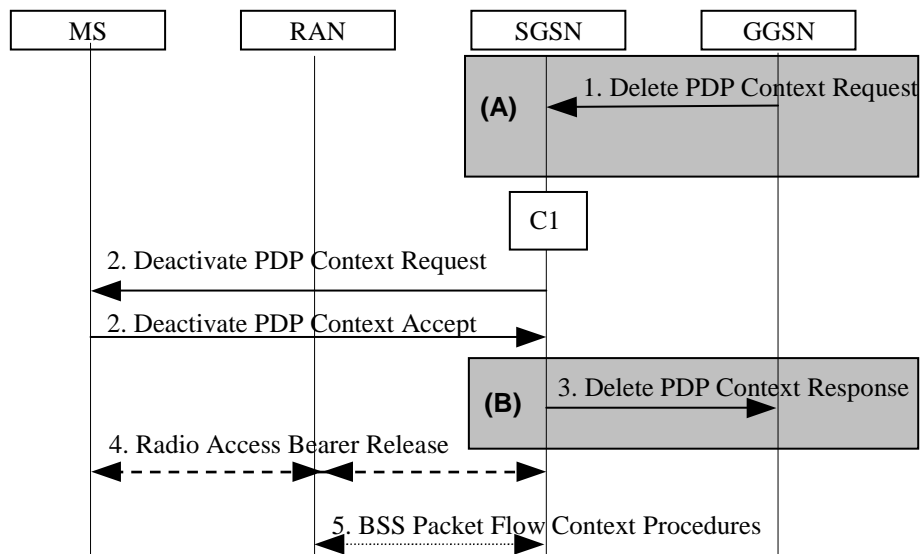 MS
RAN
SGSN
GGSN
1. Delete PDP Context Request
(A)
C1
2. Deactivate PDP Context Request
2. Deactivate PDP Context Accept
3. Delete PDP Context Response
(B)
4. Radio Access Bearer Release
5. BSS Packet Flow Context Procedures